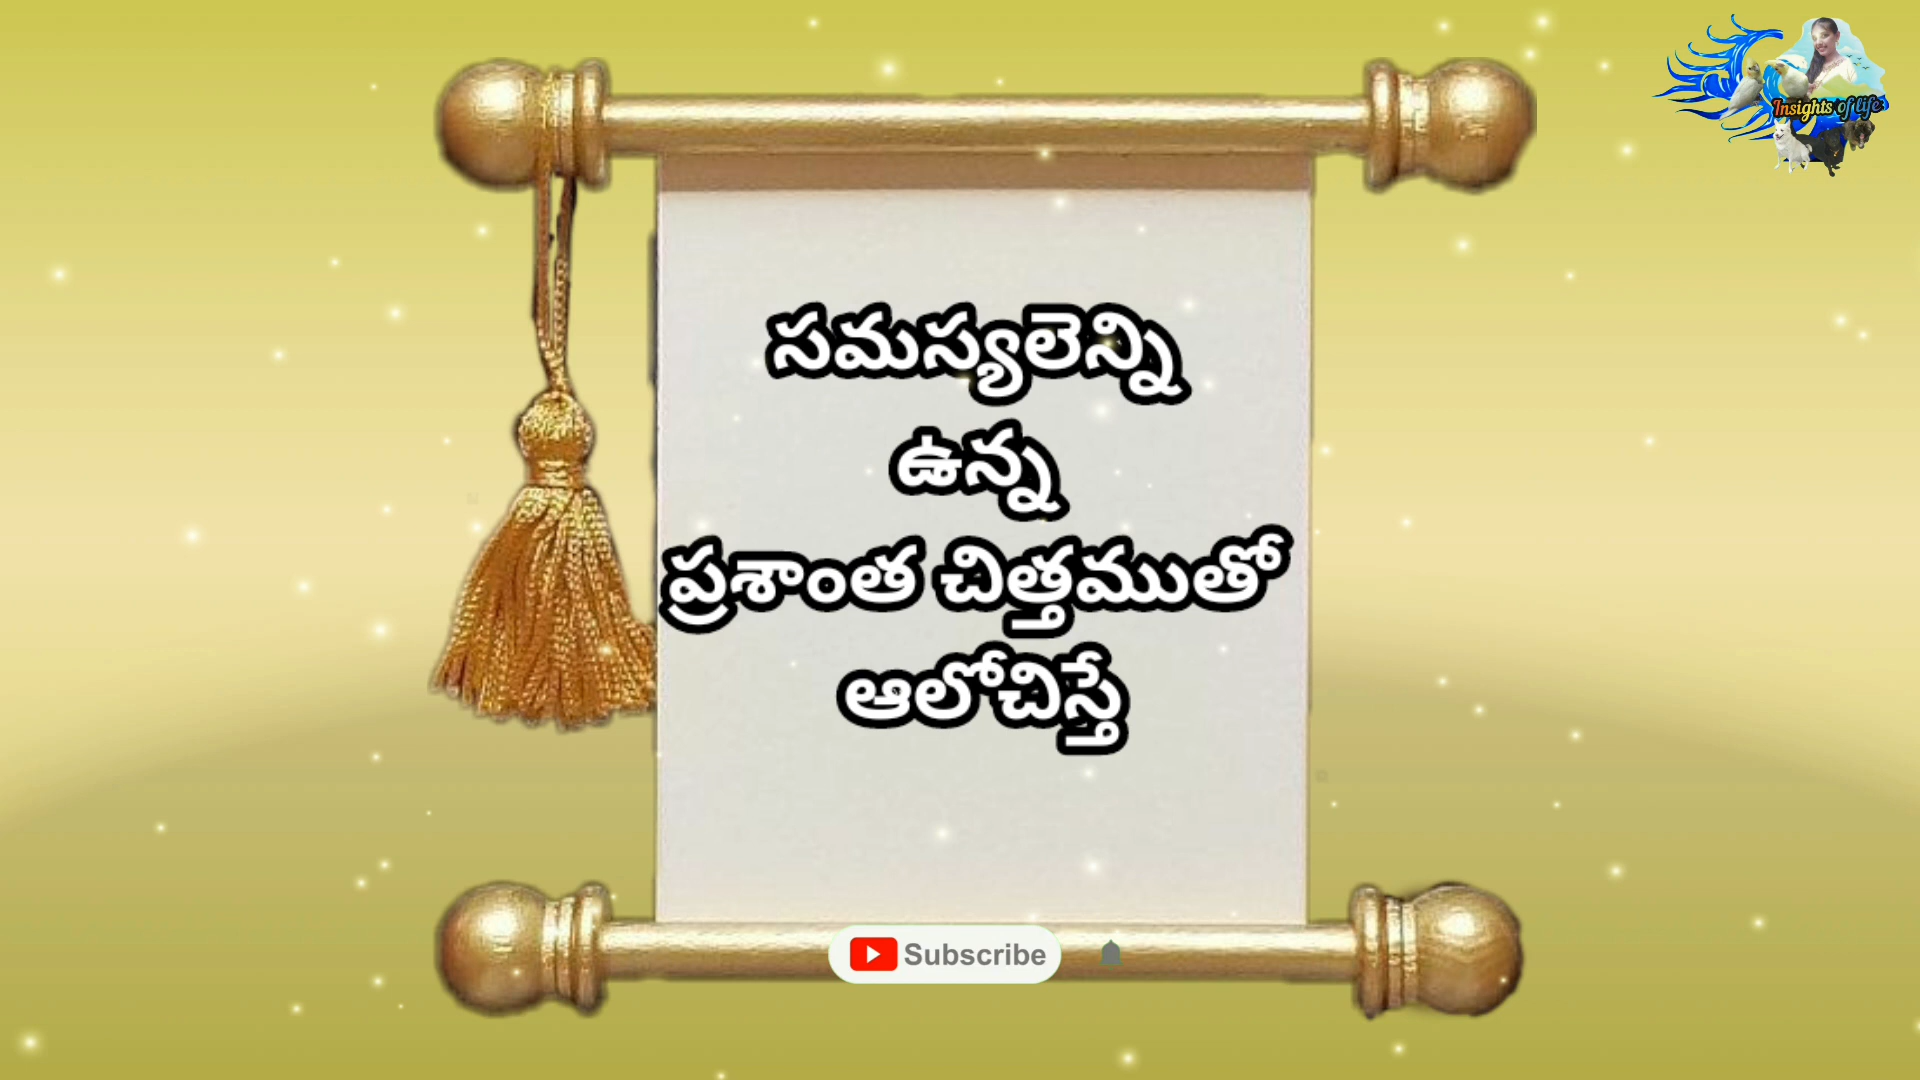 Insights of life
సమస్యలెన్ని
ఉన్న
ప్రశాంత చిత్తముతో
ఆలోచిస్తే
Subscribe